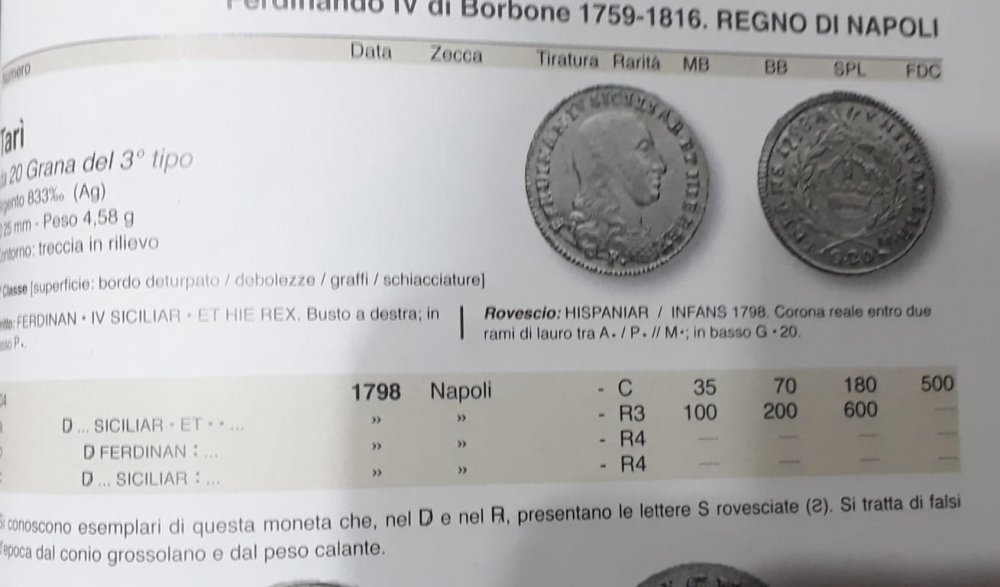 Ferdinando IV di Borbone 1759-1816. REGNO DI NAPOLI
Numero Data Zecca Tiratura Rarità MB BB SPL FDC
Tarì
20 Grana del 3° tipo
833‰ (Ag)
25 mm - Peso 4,58 g
treccia in rilievo
Classe [superficie: bordo deturpato / debolezze / graffi / schiacciature]
FERDINAN • IV SICILIAR • ET HIE REX. Busto a destra; in
P•.
Rovescio: HISPANIAR / INFANS 1798. Corona reale entro due
rami di lauro tra A• / P• // M•; in basso G •20.
1798 Napoli - C 35 70 180 500
D ... SICILIAR • ET • • ... » » - R3 100 200 600 —
D FERDINAN : ... » » - R4 — — — —
D ... SICILIAR : ... » » - R4 — — — —
Si conoscono esemplari di questa moneta che, nel D e nel R, presentano le lettere S rovesciate (Ƨ). Si tratta di falsi
d'epoca dal conio grossolano e dal peso calante.